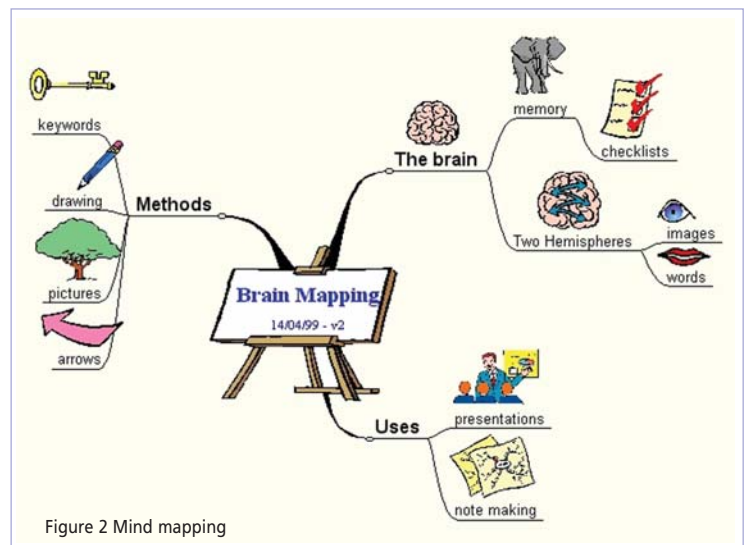 Brain Mapping
14/04/99 - v2
Methods
keywords
drawing
pictures
arrows
The brain
memory
checklists
Two Hemispheres
images
words
Uses
presentations
note making
Figure 2 Mind mapping